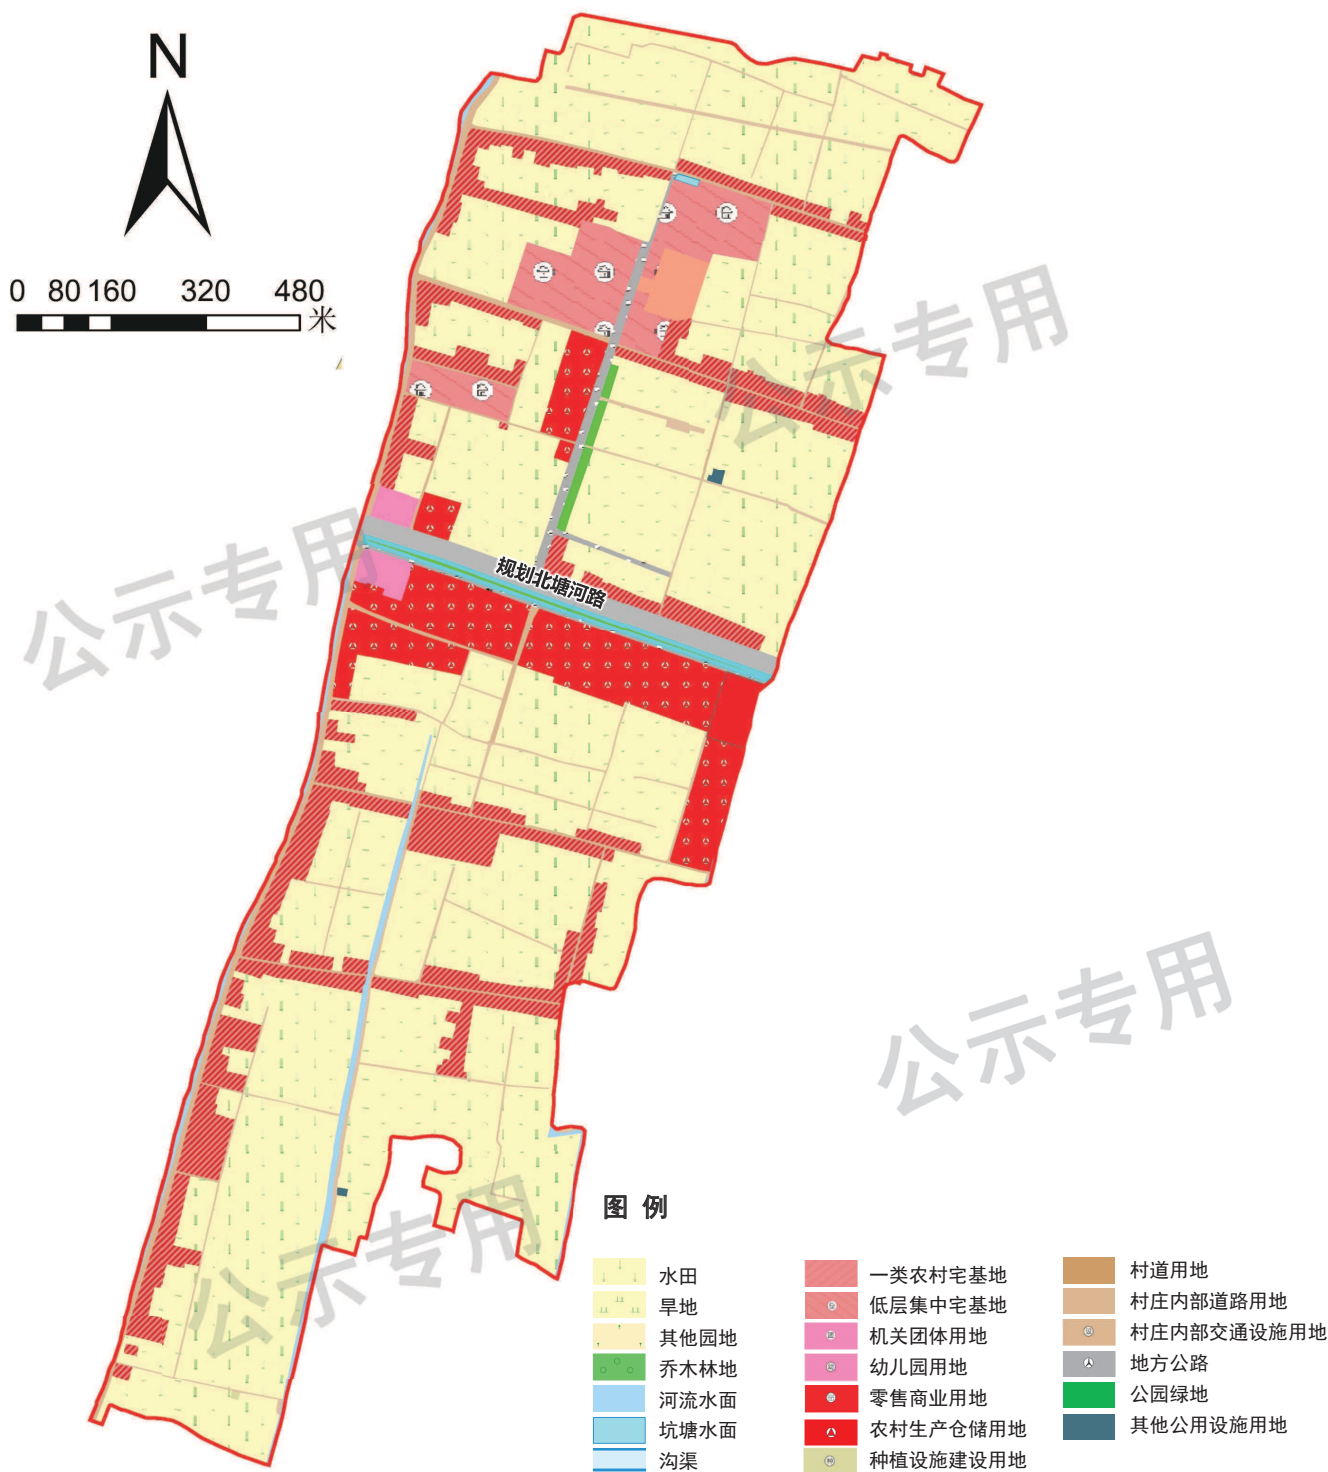 N
0 80 160 320 480 米
公示专用
公示专用
规划北塘河路
公示专用
公示专用
图例
水田
旱地
其他园地
乔木林地
河流水面
坑塘水面
沟渠
一类农村宅基地
低层集中宅基地
机关团体用地
幼儿园用地
零售商业用地
农村生产仓储用地
种植设施建设用地
村道用地
村庄内部道路用地
村庄内部交通设施用地
地方公路
公园绿地
其他公用设施用地